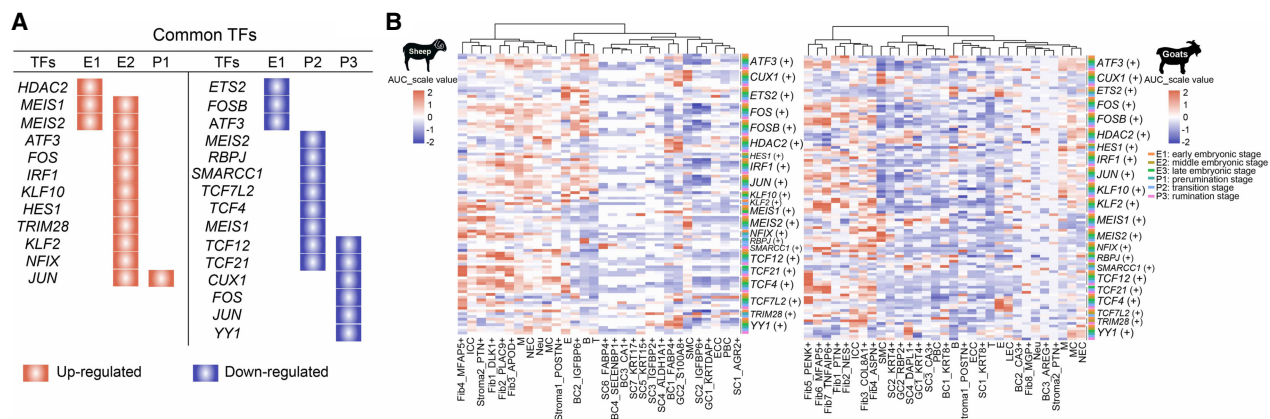 A
Common TFs
TFs E1 E2 P1
HDAC2
MEIS1
MEIS2
ATF3
FOS
IRF1
KLF10
HES1
TRIM28
KLF2
NFIX
JUN
TFs E1 P2 P3
ETS2
FOSB
ATF3
MEIS2
RBPJ
SMARCC1
TCF7L2
TCF4
MEIS1
TCF12
TCF21
CUX1
FOS
JUN
YY1
Up-regulated
Down-regulated
B
Sheep
AUC_scale value
2
1
0
-1
-2
ATF3 (+)
CUX1 (+)
ETS2 (+)
FOS (+)
FOSB (+)
HDAC2 (+)
HES1 (+)
IRF1 (+)
JUN (+)
KLF10 (+)
KLF2 (+)
MEIS1 (+)
MEIS2 (+)
NFIX (+)
RBPJ (+)
SMARCC1 (+)
TCF12 (+)
TCF21 (+)
TCF4 (+)
TCF7L2 (+)
TRIM28 (+)
YY1 (+)
Fib4_MFAP5+
ICC
Stroma2_PTN+
Fib1_DLK1+
Fib2_PLAC9+
Fib3_APOD+
M
NEC
Neu
MC
Stroma1_POSTN+
E
BC2_IGFBP6+
B
T
SC6_FABP4+
BC4_SELENBP1+
BC3_CA1+
SC7_KRT17+
SC5_KRT15+
SC3_IGFBP2+
SC4_ALDH1A1+
BC1_FABP4+
GC2_S100A8+
SMC
SC2_IGFBP6+
GC1_KRTDAP+
ECC
PBC
SC1_AGR2+
Goats
AUC_scale value
2
1
0
-1
-2
ATF3 (+)
CUX1 (+)
ETS2 (+)
FOS (+)
FOSB (+)
HDAC2 (+)
HES1 (+)
IRF1 (+)
JUN (+)
KLF10 (+)
KLF2 (+)
MEIS1 (+)
MEIS2 (+)
NFIX (+)
RBPJ (+)
SMARCC1 (+)
TCF12 (+)
TCF21 (+)
TCF4 (+)
TCF7L2 (+)
TRIM28 (+)
YY1 (+)
Fib5_PENK+
Fib6_MFAP5+
Fib7_TNFAIP6+
Fib1_PTN+
Fib2_NES+
ICC
Fib3_COL8A1+
Fib4_ASPN+
SMC
SC2_KRT4+
GC2_RBP2+
SC4_DAPL1+
GC1_KRT4+
SC3_CA3+
PBC
BC1_KRT8+
B
Stroma1_POSTN+
ECC
SC1_KRT8+
T
E
LEC
BC2_CA3+
Fib8_MGP+
Neu
BC3_AREG+
Stroma2_PTN+
M
MC
NEC
E1: early embryonic stage
E2: middle embryonic stage
E3: late embryonic stage
P1: prerumination stage
P2: transition stage
P3: rumination stage